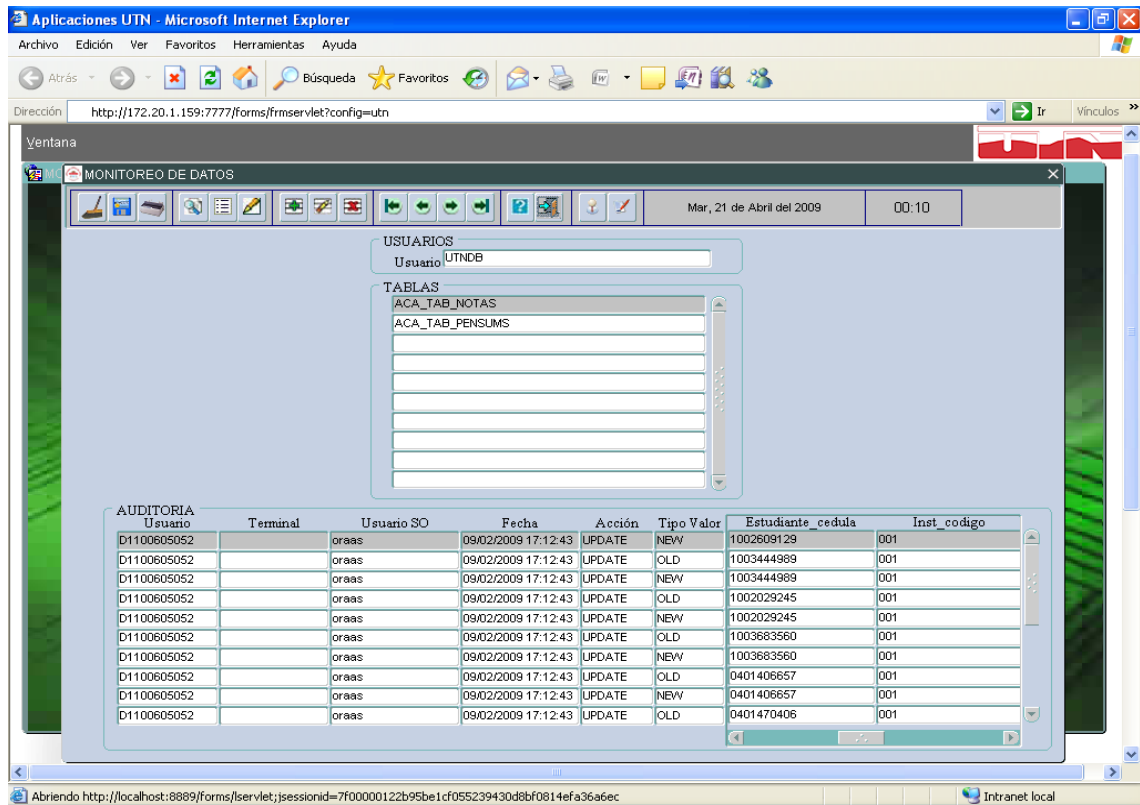 Aplicaciones UTN - Microsoft Internet Explorer
Archivo Edición Ver Favoritos Herramientas Ayuda
Atrás Búsqueda Favoritos
Dirección http://172.20.1.159:7777/forms/frmservlet?config=utn Ir Vínculos »
Ventana
MONITOREO DE DATOS
Mar, 21 de Abril del 2009 00:10
USUARIOS
Usuario UTNDB
TABLAS
ACA_TAB_NOTAS
ACA_TAB_PENSUMS
AUDITORIA
Usuario Terminal Usuario SO Fecha Acción Tipo Valor Estudiante_cedula Inst_codigo
D1100605052 oraas 09/02/2009 17:12:43 UPDATE NEW 1002609129 001
D1100605052 oraas 09/02/2009 17:12:43 UPDATE OLD 1003444989 001
D1100605052 oraas 09/02/2009 17:12:43 UPDATE NEW 1003444989 001
D1100605052 oraas 09/02/2009 17:12:43 UPDATE OLD 1002029245 001
D1100605052 oraas 09/02/2009 17:12:43 UPDATE NEW 1002029245 001
D1100605052 oraas 09/02/2009 17:12:43 UPDATE OLD 1003683560 001
D1100605052 oraas 09/02/2009 17:12:43 UPDATE NEW 1003683560 001
D1100605052 oraas 09/02/2009 17:12:43 UPDATE OLD 0401406657 001
D1100605052 oraas 09/02/2009 17:12:43 UPDATE NEW 0401406657 001
D1100605052 oraas 09/02/2009 17:12:43 UPDATE OLD 0401470406 001
Abriendo http://localhost:8889/forms/lservlet;jsessionid=7f00000122b95be1cf055239430d8bf0814efa36a6ec Intranet local